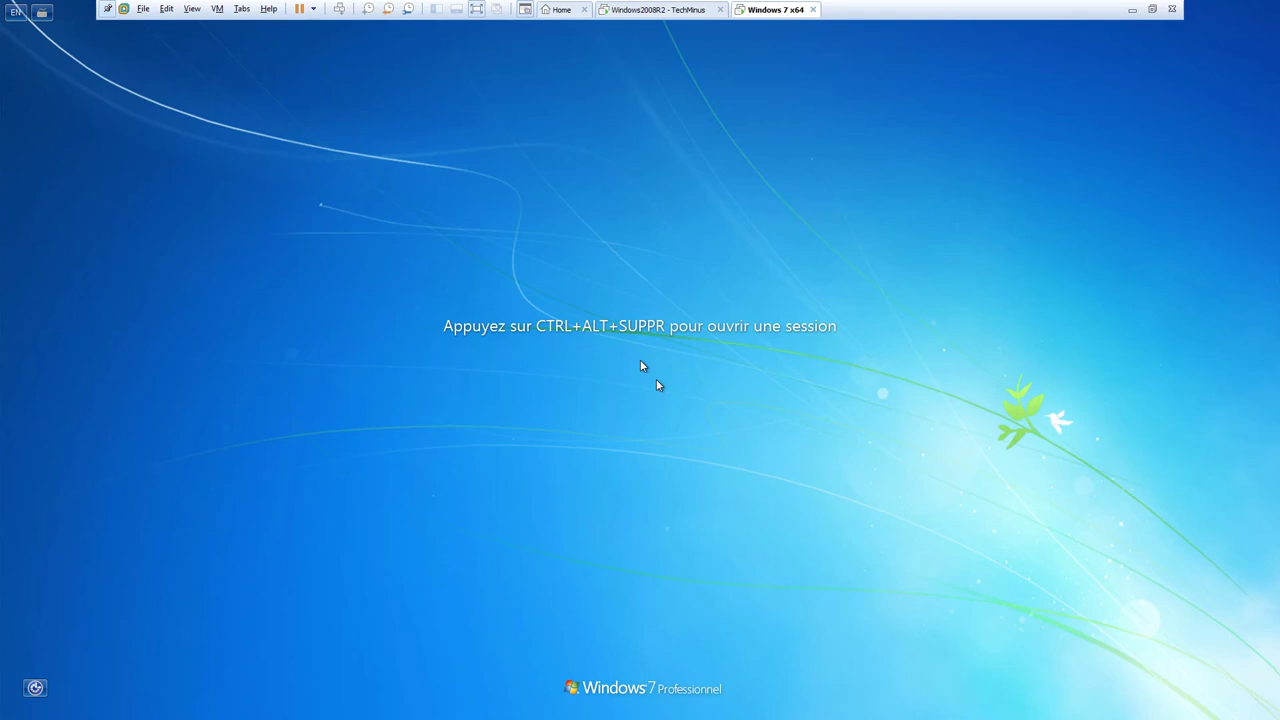 EN
File Edit View VM Tabs Help
Home
Windows2008R2 - TechMinus
Windows 7 x64
Appuyez sur CTRL+ALT+SUPPR pour ouvrir une session
Windows 7 Professionnel